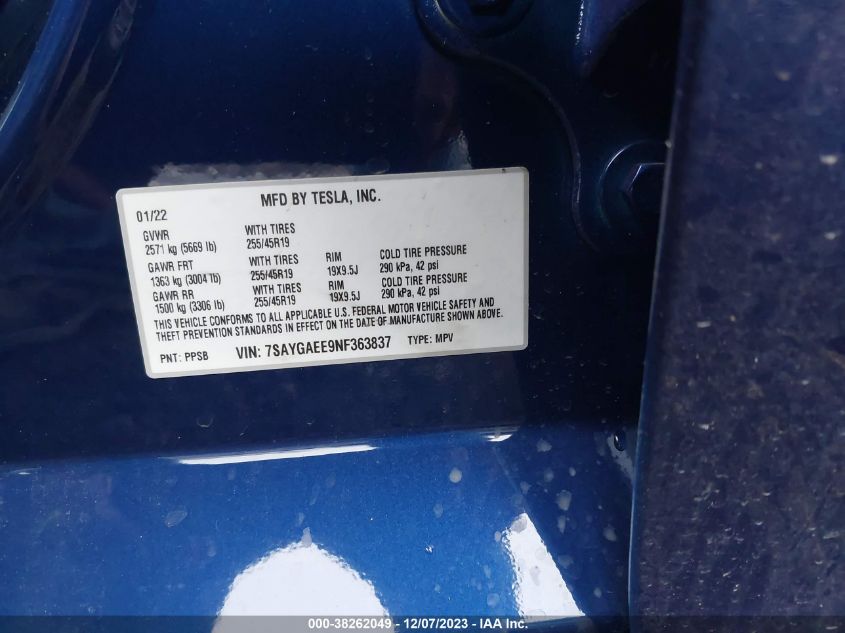 MFD BY TESLA, INC.
01/22
GVWR WITH TIRES
2571 kg (5669 lb) 255/45R19
GAWR FRT WITH TIRES RIM COLD TIRE PRESSURE
1363 kg (3004 lb) 255/45R19 19X9.5J 290 kPa, 42 psi
GAWR RR WITH TIRES RIM COLD TIRE PRESSURE
1500 kg (3306 lb) 255/45R19 19X9.5J 290 kPa, 42 psi
THIS VEHICLE CONFORMS TO ALL APPLICABLE U.S. FEDERAL MOTOR VEHICLE SAFETY AND
THEFT PREVENTION STANDARDS IN EFFECT ON THE DATE OF MANUFACTURE SHOWN ABOVE.
PNT: PPSB VIN: 7SAYGAEE9NF363837 TYPE: MPV
000-38262049 - 12/07/2023 - IAA Inc.